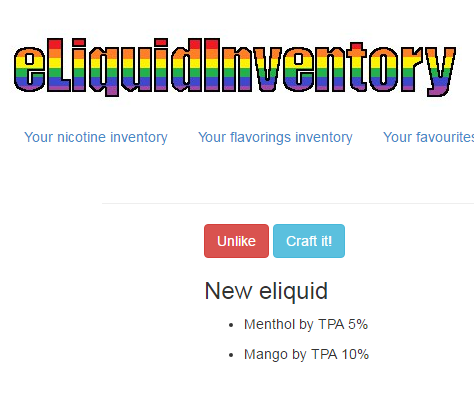 eLiquidInventory
Your nicotine inventory Your flavorings inventory Your favourites
Unlike Craft it!
New eliquid
• Menthol by TPA 5%
• Mango by TPA 10%